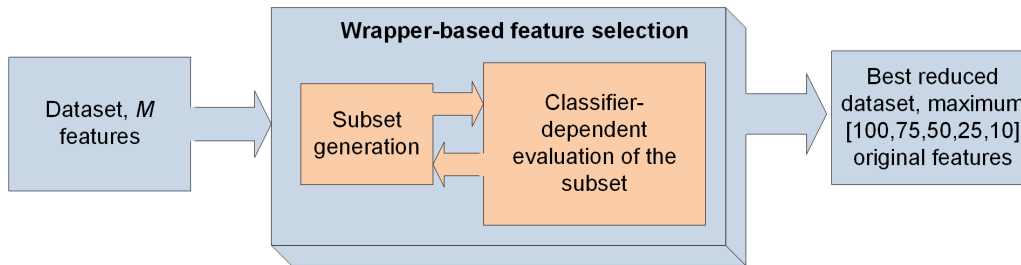 Wrapper-based feature selection
Dataset, M
features
Subset
generation
Classifier-
dependent
evaluation of the
subset
Best reduced
dataset, maximum
[100,75,50,25,10]
original features